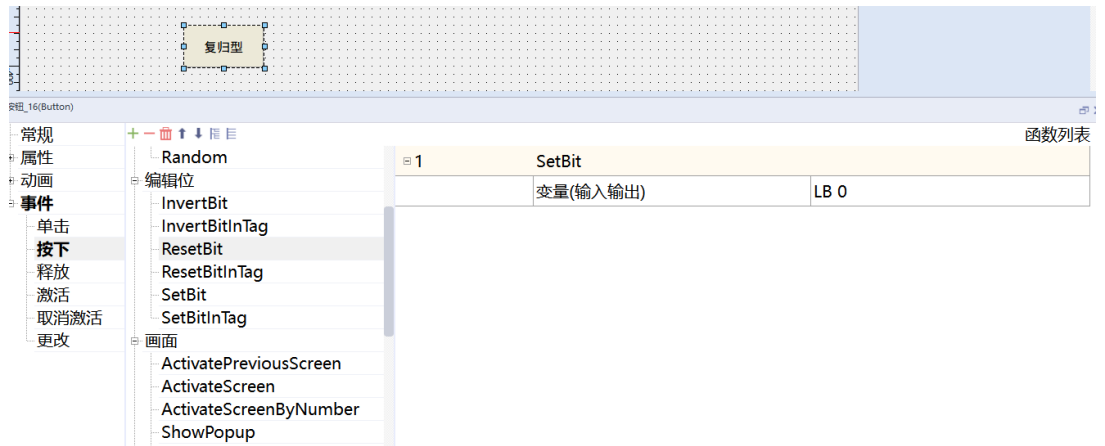 复归型
按钮_16(Button)
常规
函数列表
属性
Random
1
SetBit
动画
编辑位
变量(输入输出)
LB 0
事件
InvertBit
单击
InvertBitInTag
按下
ResetBit
释放
ResetBitInTag
激活
SetBit
取消激活
SetBitInTag
更改
画面
ActivatePreviousScreen
ActivateScreen
ActivateScreenByNumber
ShowPopup